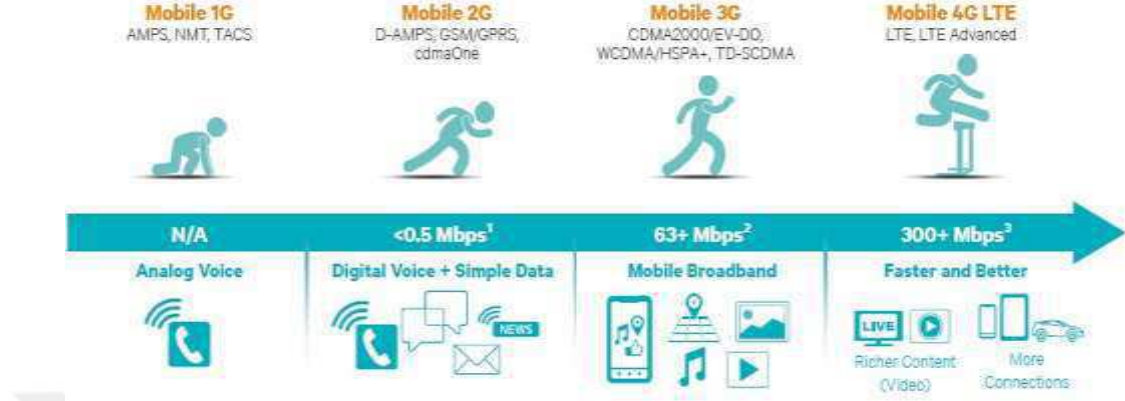 Mobile 1G
AMPS, NMT, TACS
Mobile 2G
D-AMPS, GSM/GPRS,
cdmaOne
Mobile 3G
CDMA2000/EV-DO,
WCDMA/HSPA+, TD-SCDMA
Mobile 4G LTE
LTE, LTE Advanced
N/A
<0.5 Mbps¹
63+ Mbps²
300+ Mbps³
Analog Voice
Digital Voice + Simple Data
NEWS
Mobile Broadband
Faster and Better
LIVE
Richer Content
(Video)
More
Connections